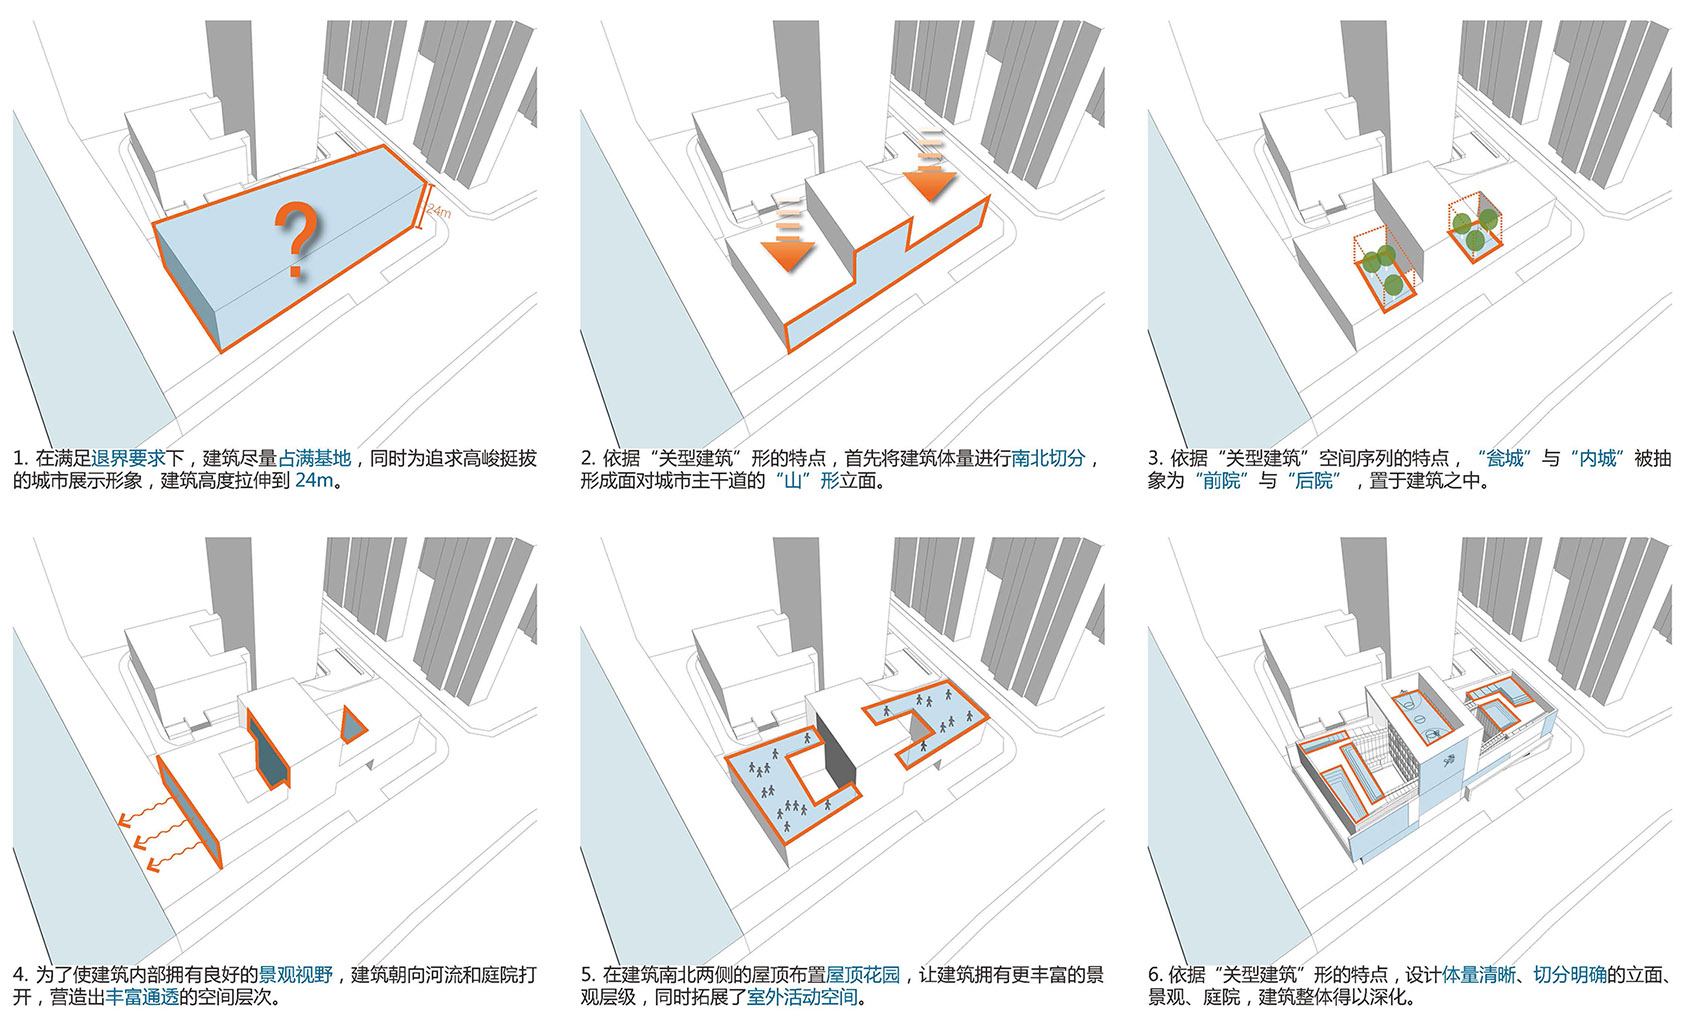 ?
24m
1. 在满足退界要求下，建筑尽量占满基地，同时为追求高峻挺拔
的城市展示形象，建筑高度拉伸到 24m。
2. 依据“关型建筑”形的特点，首先将建筑体量进行南北切分，
形成面对城市主干道的“山”形立面。
3. 依据“关型建筑”空间序列的特点，“瓮城”与“内城”被抽
象为“前院”与“后院”，置于建筑之中。
4. 为了使建筑内部拥有良好的景观视野，建筑朝向河流和庭院打
开，营造出丰富通透的空间层次。
5. 在建筑南北两侧的屋顶布置屋顶花园，让建筑拥有更丰富的景
观层级，同时拓展了室外活动空间。
6. 依据“关型建筑”形的特点，设计体量清晰、切分明确的立面、
景观、庭院，建筑整体得以深化。